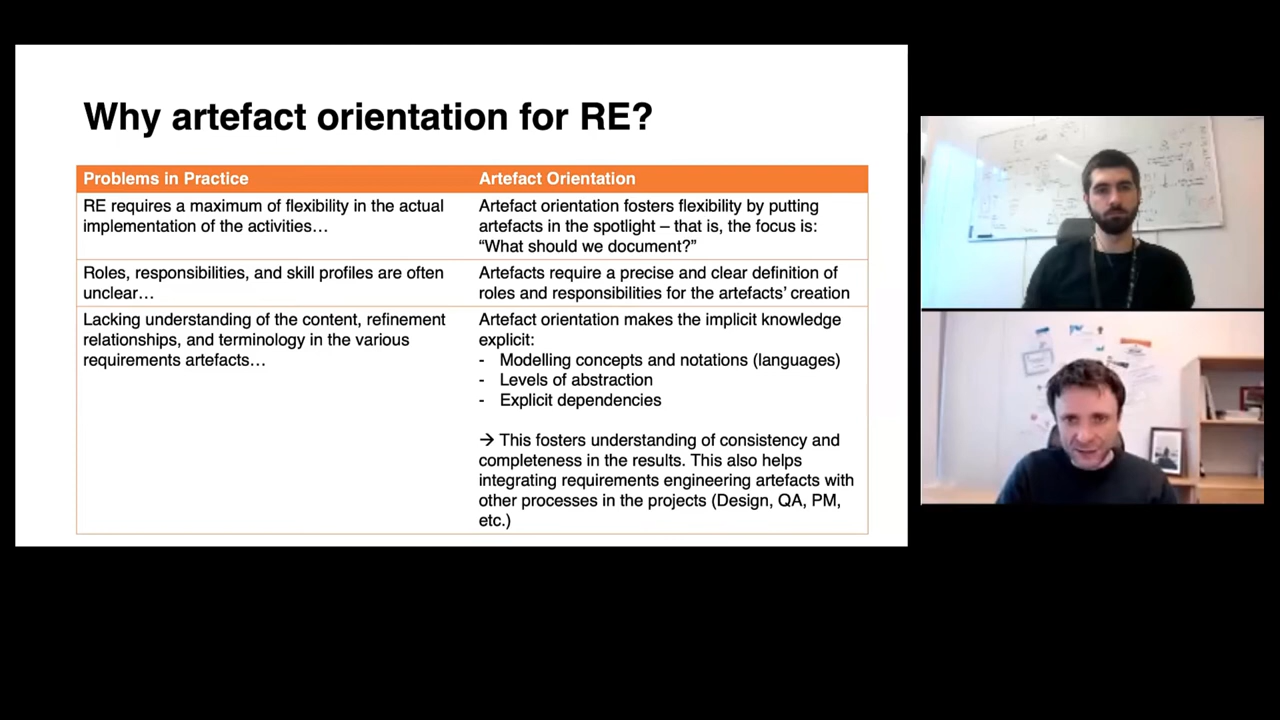 Why artefact orientation for RE?
Problems in Practice
Artefact Orientation
RE requires a maximum of flexibility in the actual
implementation of the activities…
Artefact orientation fosters flexibility by putting
artefacts in the spotlight – that is, the focus is:
“What should we document?”
Roles, responsibilities, and skill profiles are often
unclear…
Artefacts require a precise and clear definition of
roles and responsibilities for the artefacts’ creation
Lacking understanding of the content, refinement
relationships, and terminology in the various
requirements artefacts…
Artefact orientation makes the implicit knowledge
explicit:
- Modelling concepts and notations (languages)
- Levels of abstraction
- Explicit dependencies
→ This fosters understanding of consistency and
completeness in the results. This also helps
integrating requirements engineering artefacts with
other processes in the projects (Design, QA, PM,
etc.)